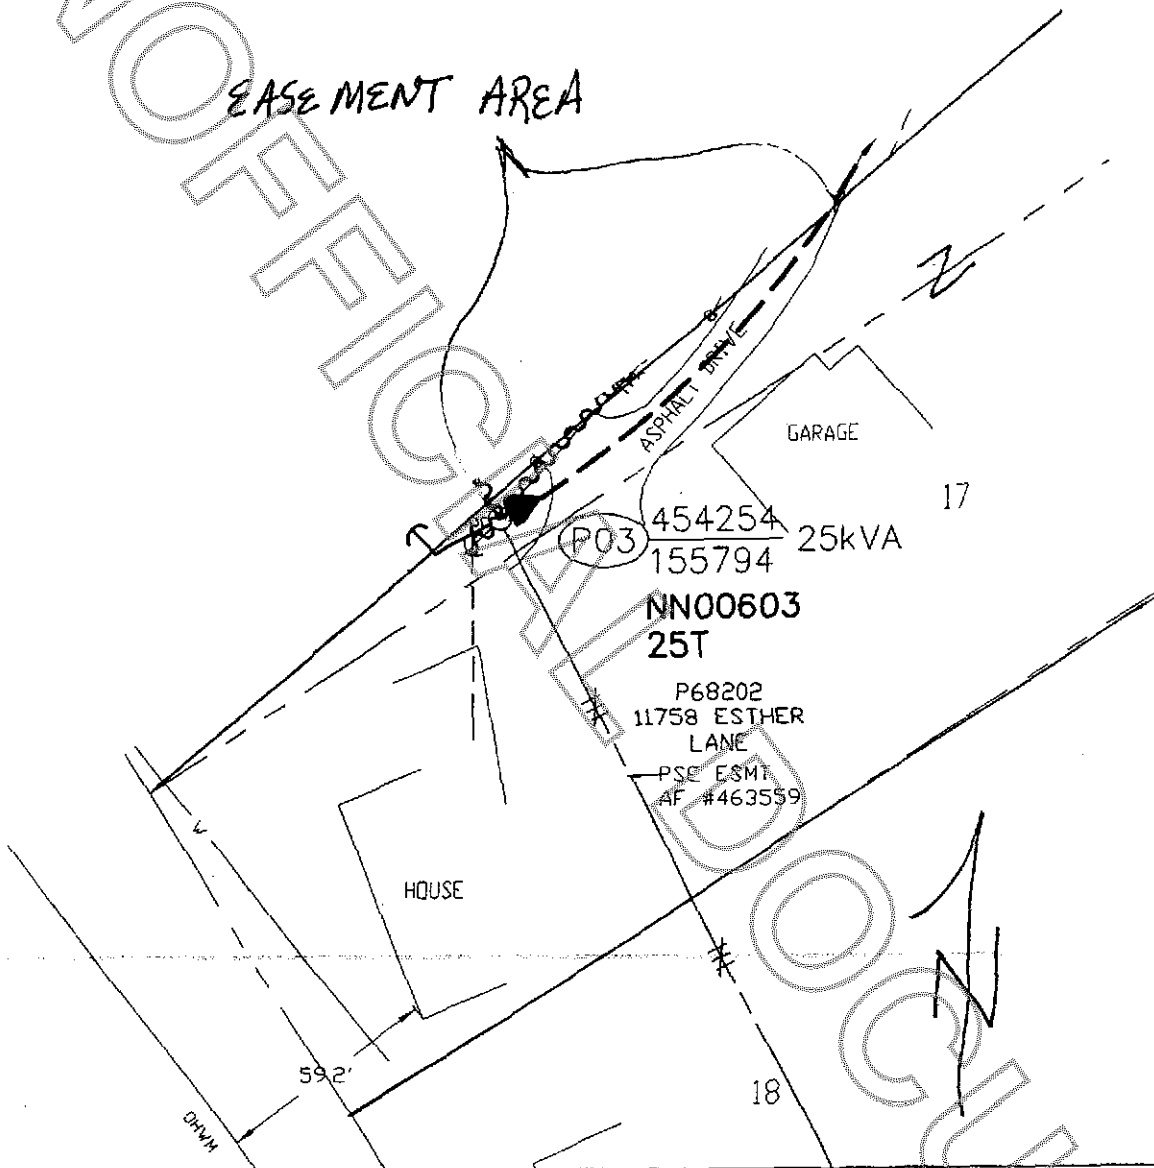 EASEMENT AREA
ASPHALT DRIVE
GARAGE
17
P03
454254
155794
25kVA
NN00603
25T
P68202
11758 ESTHER
LANE
PSE ESMT
AF #463559
W
HOUSE
59.2'
OHWM
18
N
UNOFFICIAL DOCU